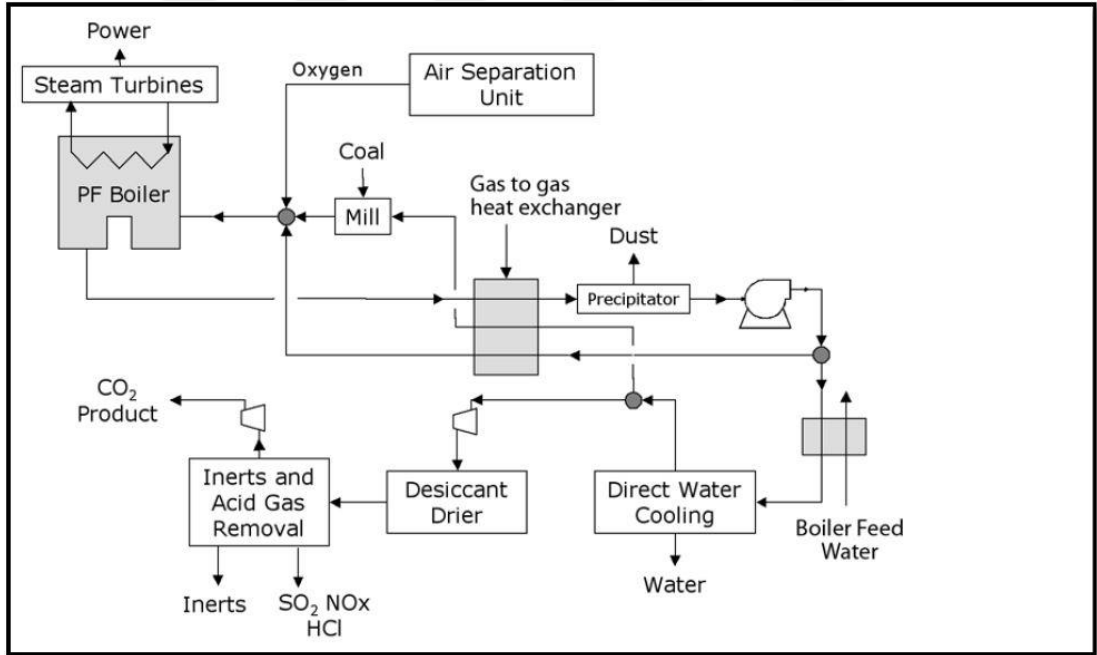 Power
Steam Turbines
Oxygen
Air Separation
Unit
PF Boiler
Coal
Mill
Gas to gas
heat exchanger
Dust
Precipitator
CO₂
Product
Inerts and
Acid Gas
Removal
Desiccant
Drier
Direct Water
Cooling
Boiler Feed
Water
Water
Inerts
SO₂ NOx
HCl